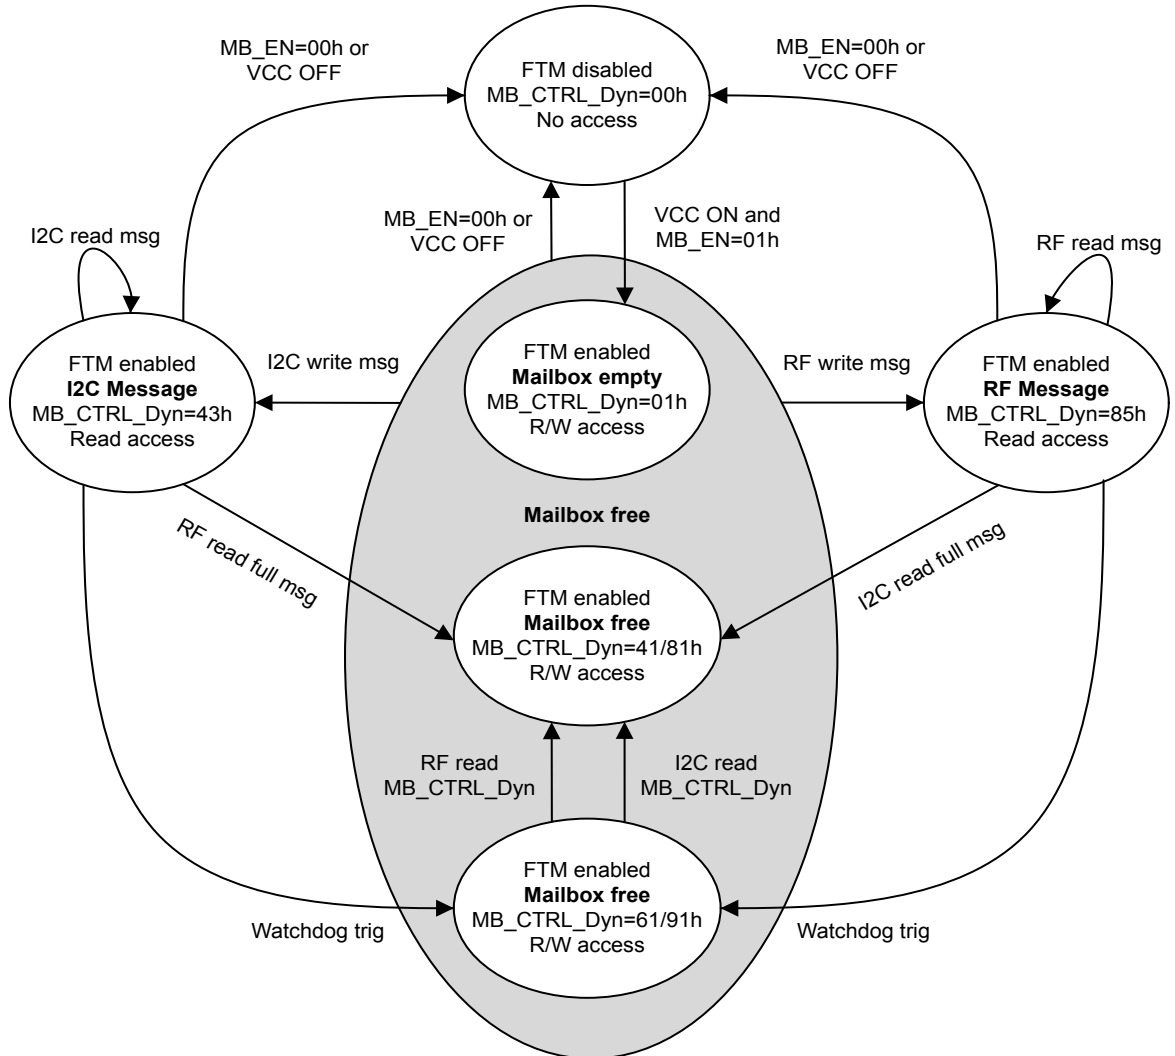 MB_EN=00h or
VCC OFF
FTM disabled
MB_CTRL_Dyn=00h
No access
MB_EN=00h or
VCC OFF
MB_EN=00h or
VCC OFF
VCC ON and
MB_EN=01h
I2C read msg
RF read msg
FTM enabled
I2C Message
MB_CTRL_Dyn=43h
Read access
I2C write msg
FTM enabled
Mailbox empty
MB_CTRL_Dyn=01h
R/W access
RF write msg
FTM enabled
RF Message
MB_CTRL_Dyn=85h
Read access
Mailbox free
RF read full msg
I2C read full msg
FTM enabled
Mailbox free
MB_CTRL_Dyn=41/81h
R/W access
RF read
MB_CTRL_Dyn
I2C read
MB_CTRL_Dyn
FTM enabled
Mailbox free
MB_CTRL_Dyn=61/91h
R/W access
Watchdog trig
Watchdog trig